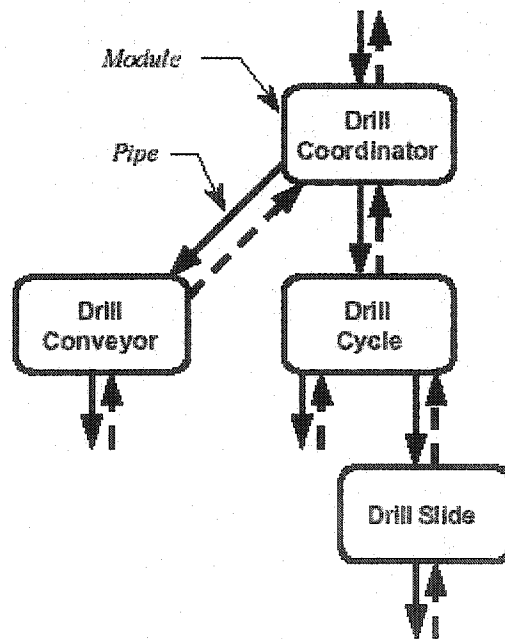 Module
Drill
Coordinator
Pipe
Drill
Conveyor
Drill
Cycle
Drill Slide